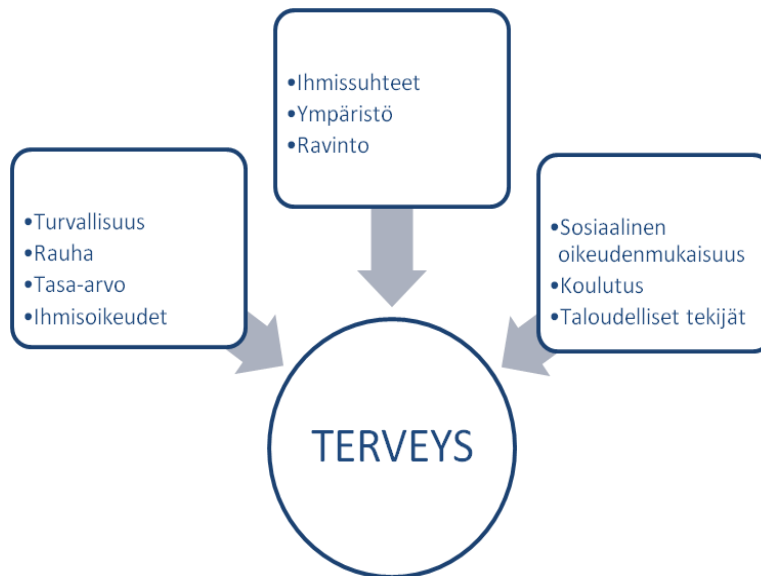 •Ihmissuhteet
•Ympäristö
•Ravinto
•Turvallisuus
•Rauha
•Tasa-arvo
•Ihmisoikeudet
•Sosiaalinen
oikeudenmukaisuus
•Koulutus
•Taloudelliset tekijät
TERVEYS